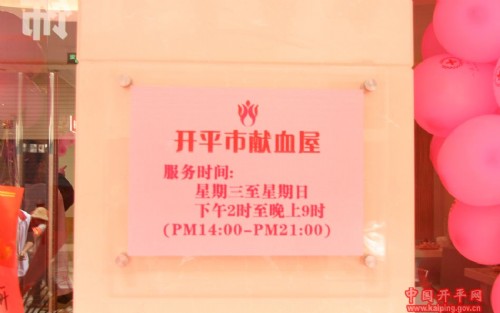 开平市献血屋
服务时间:
星期三至星期日
下午2时至晚上9时
(PM14:00-PM21:00)
中国开平网
www.kaiping.gov.cn